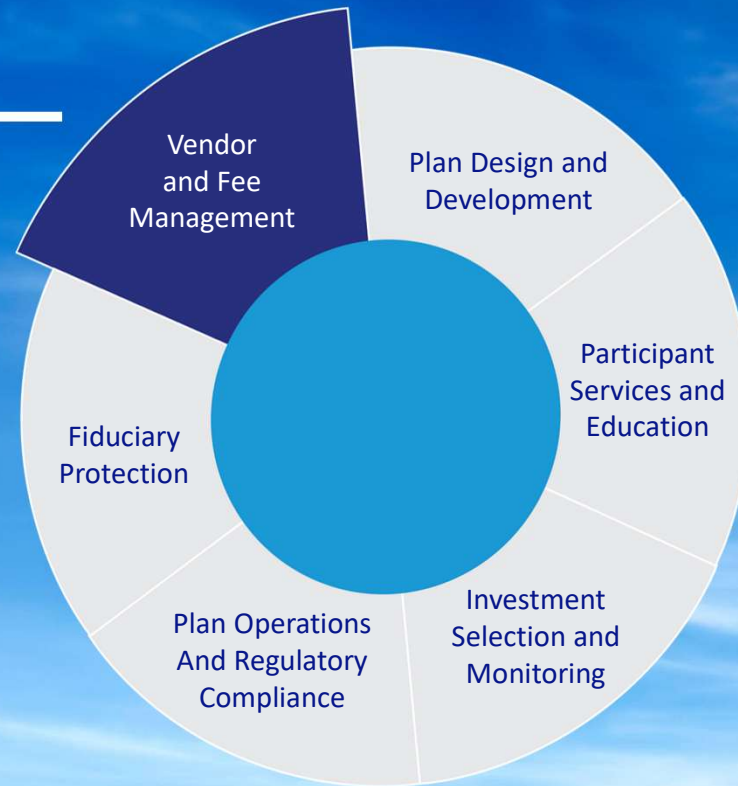 Vendor
and Fee
Management
Plan Design and
Development
Participant
Services and
Education
Investment
Selection and
Monitoring
Plan Operations
And Regulatory
Compliance
Fiduciary
Protection